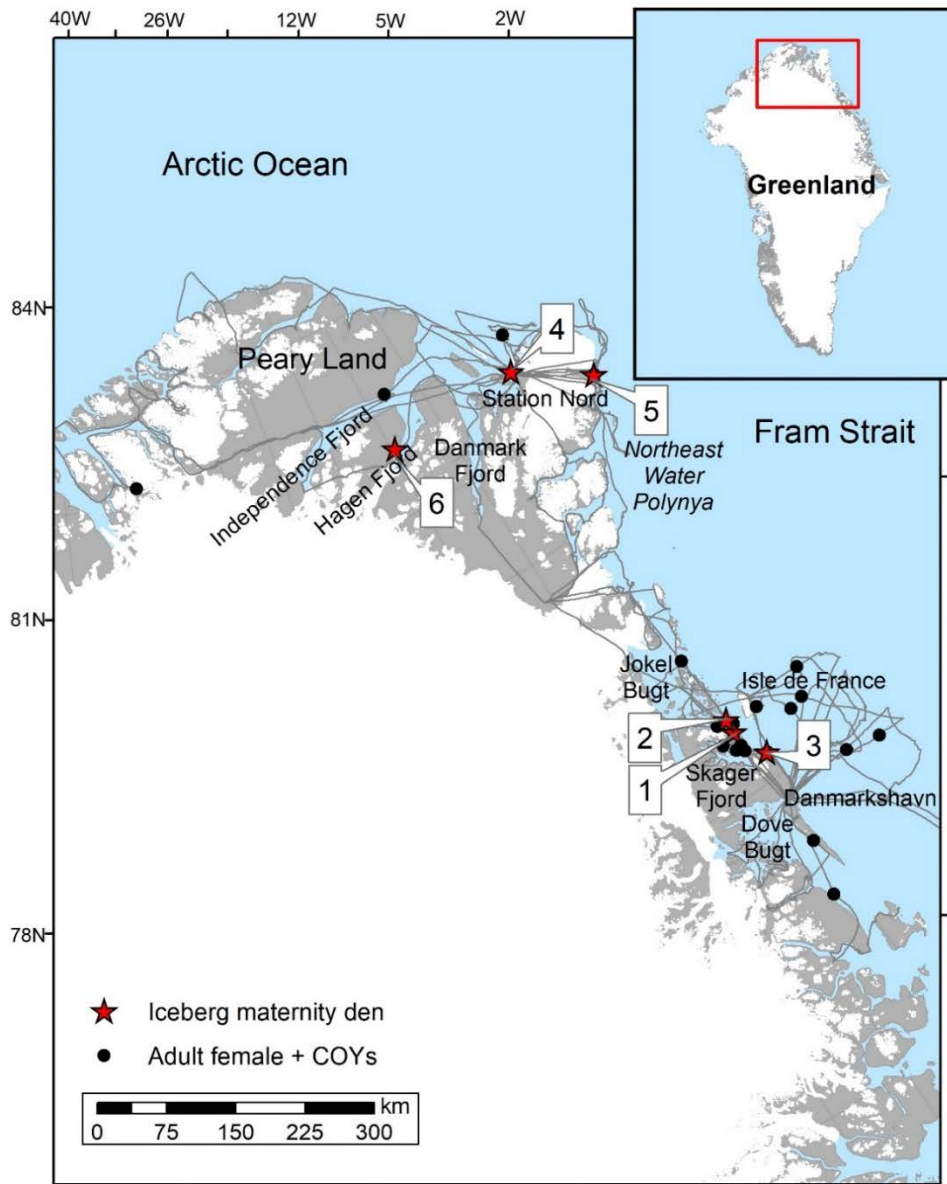 40W 26W 12W 5W 2W
Greenland
Arctic Ocean
84N
4
Peary Land
Station Nord
5
Fram Strait
Independence Fjord
Hagen Fjord
Danmark
Fjord
Northeast
Water
Polynya
6
81N
Jokel
Bugt
Isle de France
2
3
1
Skager
Fjord
Danmarkshavn
Dove
Bugt
78N
Iceberg maternity den
Adult female + COYs
km
0 75 150 225 300